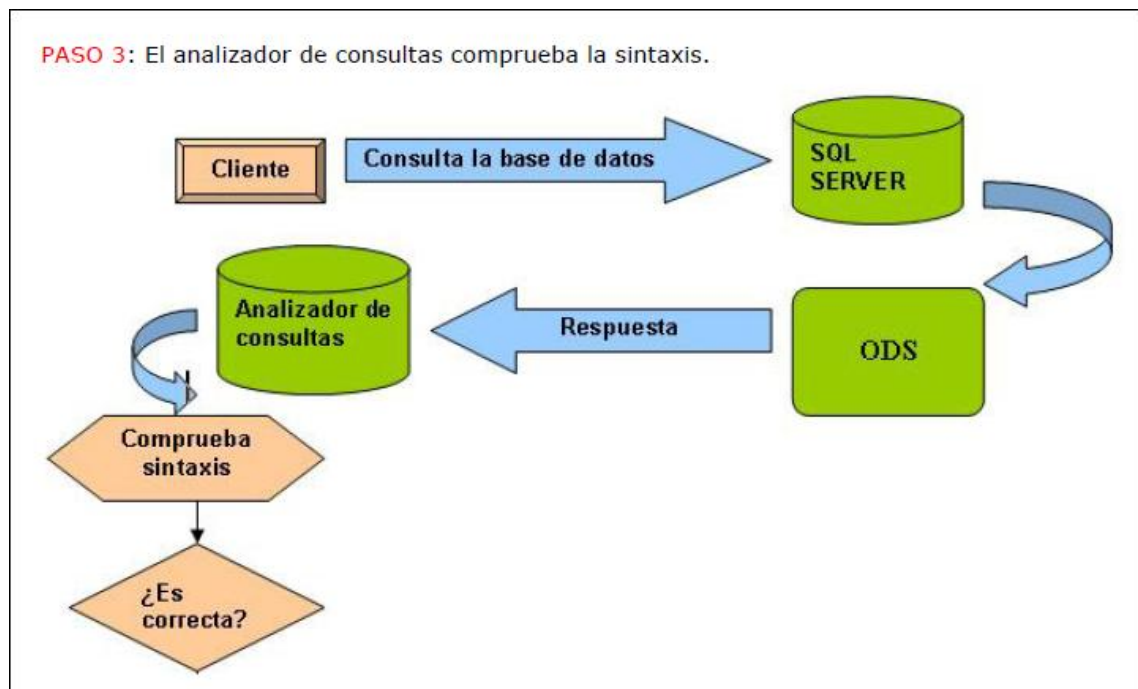 PASO 3: El analizador de consultas comprueba la sintaxis.
Cliente
Consulta la base de datos
SQL
SERVER
Analizador de
consultas
Respuesta
ODS
Comprueba
sintaxis
¿Es
correcta?